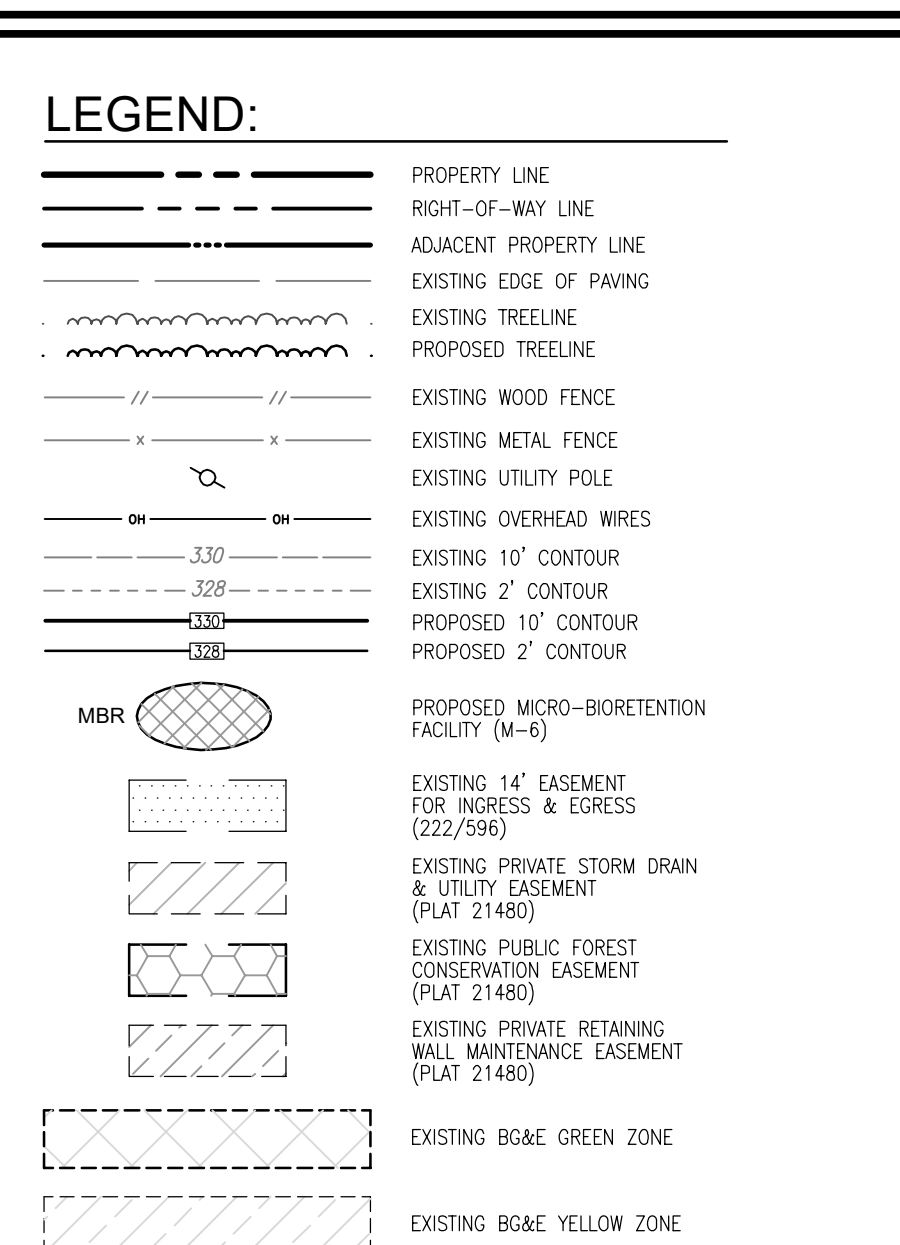 LEGEND:
PROPERTY LINE
RIGHT-OF-WAY LINE
ADJACENT PROPERTY LINE
EXISTING EDGE OF PAVING
EXISTING TREELINE
PROPOSED TREELINE
// // EXISTING WOOD FENCE
x x EXISTING METAL FENCE
EXISTING UTILITY POLE
OH OH EXISTING OVERHEAD WIRES
330 EXISTING 10' CONTOUR
328 EXISTING 2' CONTOUR
330 PROPOSED 10' CONTOUR
328 PROPOSED 2' CONTOUR
MBR
PROPOSED MICRO-BIORETENTION
FACILITY (M-6)
EXISTING 14' EASEMENT
FOR INGRESS & EGRESS
(222/596)
EXISTING PRIVATE STORM DRAIN
& UTILITY EASEMENT
(PLAT 21480)
EXISTING PUBLIC FOREST
CONSERVATION EASEMENT
(PLAT 21480)
EXISTING PRIVATE RETAINING
WALL MAINTENANCE EASEMENT
(PLAT 21480)
EXISTING BG&E GREEN ZONE
EXISTING BG&E YELLOW ZONE